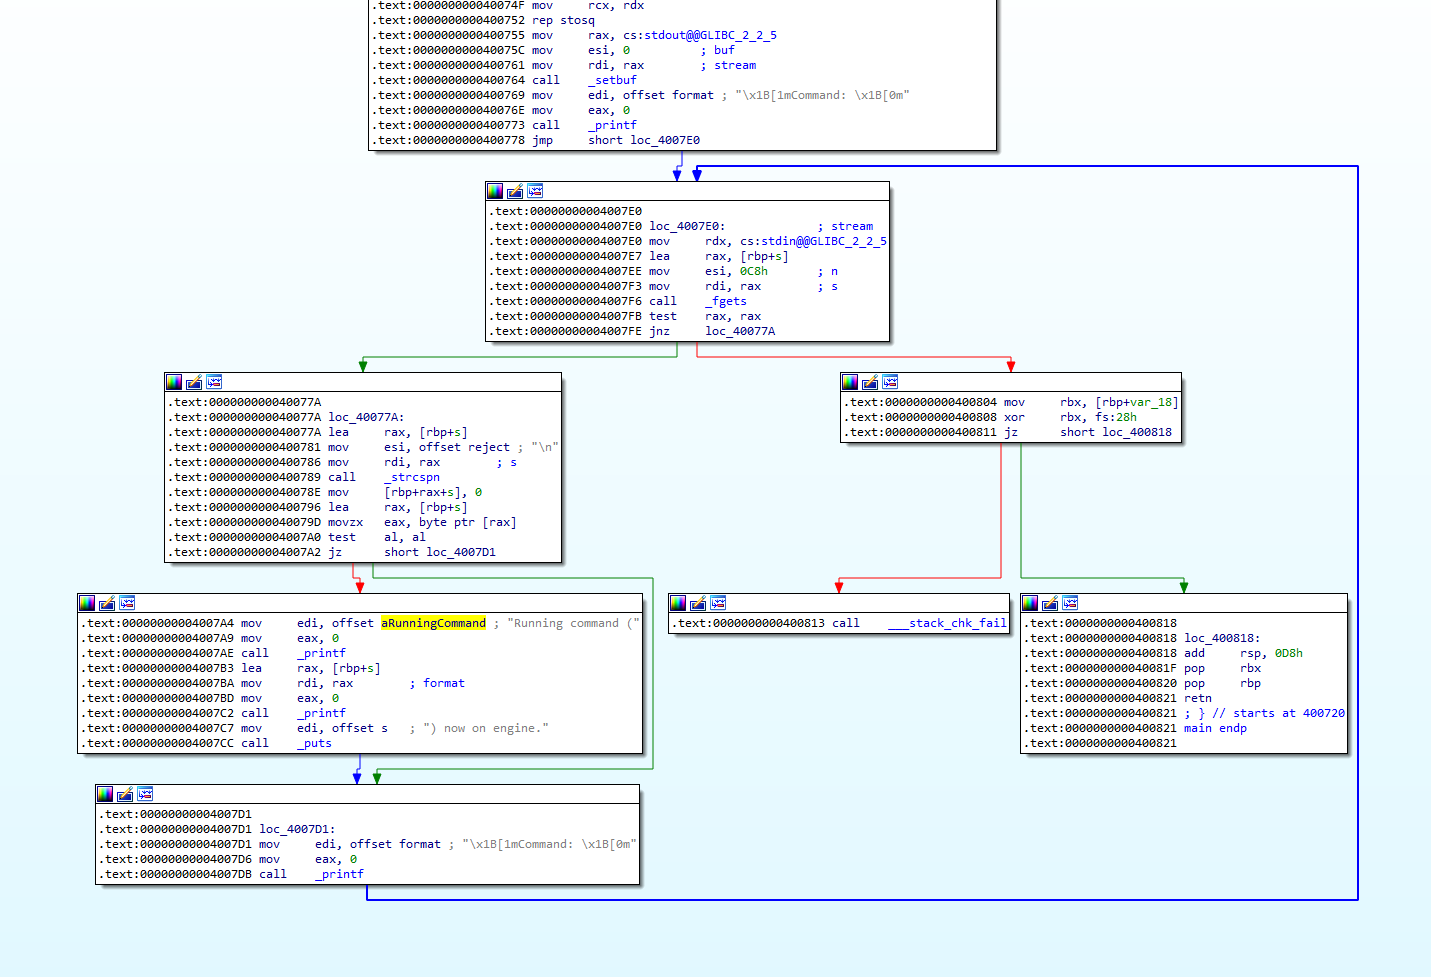 .text:000000000040074F mov     rcx, rdx
.text:0000000000400752 rep stosq
.text:0000000000400755 mov     rax, cs:stdout@@GLIBC_2_2_5
.text:000000000040075C mov     esi, 0          ; buf
.text:0000000000400761 mov     rdi, rax        ; stream
.text:0000000000400764 call    _setbuf
.text:0000000000400769 mov     edi, offset format ; "\x1B[1mCommand: \x1B[0m"
.text:000000000040076E mov     eax, 0
.text:0000000000400773 call    _printf
.text:0000000000400778 jmp     short loc_4007E0
.text:00000000004007E0
.text:00000000004007E0 loc_4007E0:             ; stream
.text:00000000004007E0 mov     rdx, cs:stdin@@GLIBC_2_2_5
.text:00000000004007E7 lea     rax, [rbp+s]
.text:00000000004007EE mov     esi, 0C8h       ; n
.text:00000000004007F3 mov     rdi, rax        ; s
.text:00000000004007F6 call    _fgets
.text:00000000004007FB test    rax, rax
.text:00000000004007FE jnz     loc_40077A
.text:000000000040077A
.text:000000000040077A loc_40077A:
.text:000000000040077A lea     rax, [rbp+s]
.text:0000000000400781 mov     esi, offset reject ; "\n"
.text:0000000000400786 mov     rdi, rax        ; s
.text:0000000000400789 call    _strcspn
.text:000000000040078E mov     [rbp+rax+s], 0
.text:0000000000400796 lea     rax, [rbp+s]
.text:000000000040079D movzx   eax, byte ptr [rax]
.text:00000000004007A0 test    al, al
.text:00000000004007A2 jz      short loc_4007D1
.text:0000000000400804 mov     rbx, [rbp+var_18]
.text:0000000000400808 xor     rbx, fs:28h
.text:0000000000400811 jz      short loc_400818
.text:00000000004007A4 mov     edi, offset aRunningCommand ; "Running command ("
.text:00000000004007A9 mov     eax, 0
.text:00000000004007AE call    _printf
.text:00000000004007B3 lea     rax, [rbp+s]
.text:00000000004007BA mov     rdi, rax        ; format
.text:00000000004007BD mov     eax, 0
.text:00000000004007C2 call    _printf
.text:00000000004007C7 mov     edi, offset s   ; ") now on engine."
.text:00000000004007CC call    _puts
.text:0000000000400813 call    ___stack_chk_fail
.text:0000000000400818
.text:0000000000400818 loc_400818:
.text:0000000000400818 add     rsp, 0D8h
.text:000000000040081F pop     rbx
.text:0000000000400820 pop     rbp
.text:0000000000400821 retn
.text:0000000000400821 ; } // starts at 400720
.text:0000000000400821 main endp
.text:0000000000400821
.text:00000000004007D1
.text:00000000004007D1 loc_4007D1:
.text:00000000004007D1 mov     edi, offset format ; "\x1B[1mCommand: \x1B[0m"
.text:00000000004007D6 mov     eax, 0
.text:00000000004007DB call    _printf